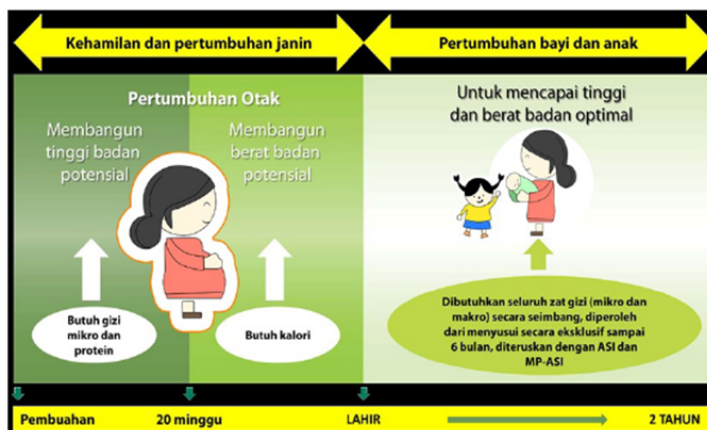 Kehamilan dan pertumbuhan janin
Pertumbuhan bayi dan anak
Pertumbuhan Otak
Membangun
tinggi badan
potensial
Membangun
berat badan
potensial
Untuk mencapai tinggi
dan berat badan optimal
Butuh gizi
mikro dan
protein
Butuh kalori
Dibutuhkan seluruh zat gizi (mikro dan
makro) secara seimbang, diperoleh
dari menyusui secara eksklusif sampai
6 bulan, diteruskan dengan ASI dan
MP-ASI
Pembuahan
20 minggu
LAHIR
2 TAHUN